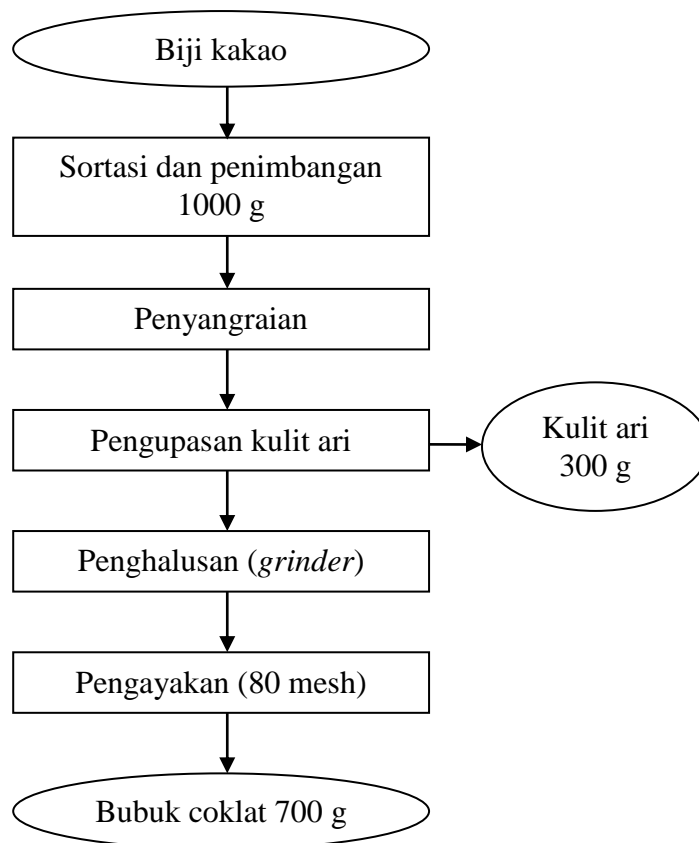 Biji kakao
Sortasi dan penimbangan
1000 g
Penyangraian
Pengupasan kulit ari
Kulit ari
300 g
Penghalusan (grinder)
Pengayakan (80 mesh)
Bubuk coklat 700 g